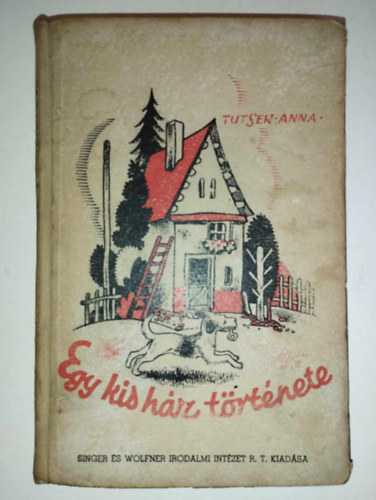 TUTSEK · ANNA ·
Egy kis ház története
SINGER ÉS WOLFNER IRODALMI INTÉZET R. T. KIADÁSA